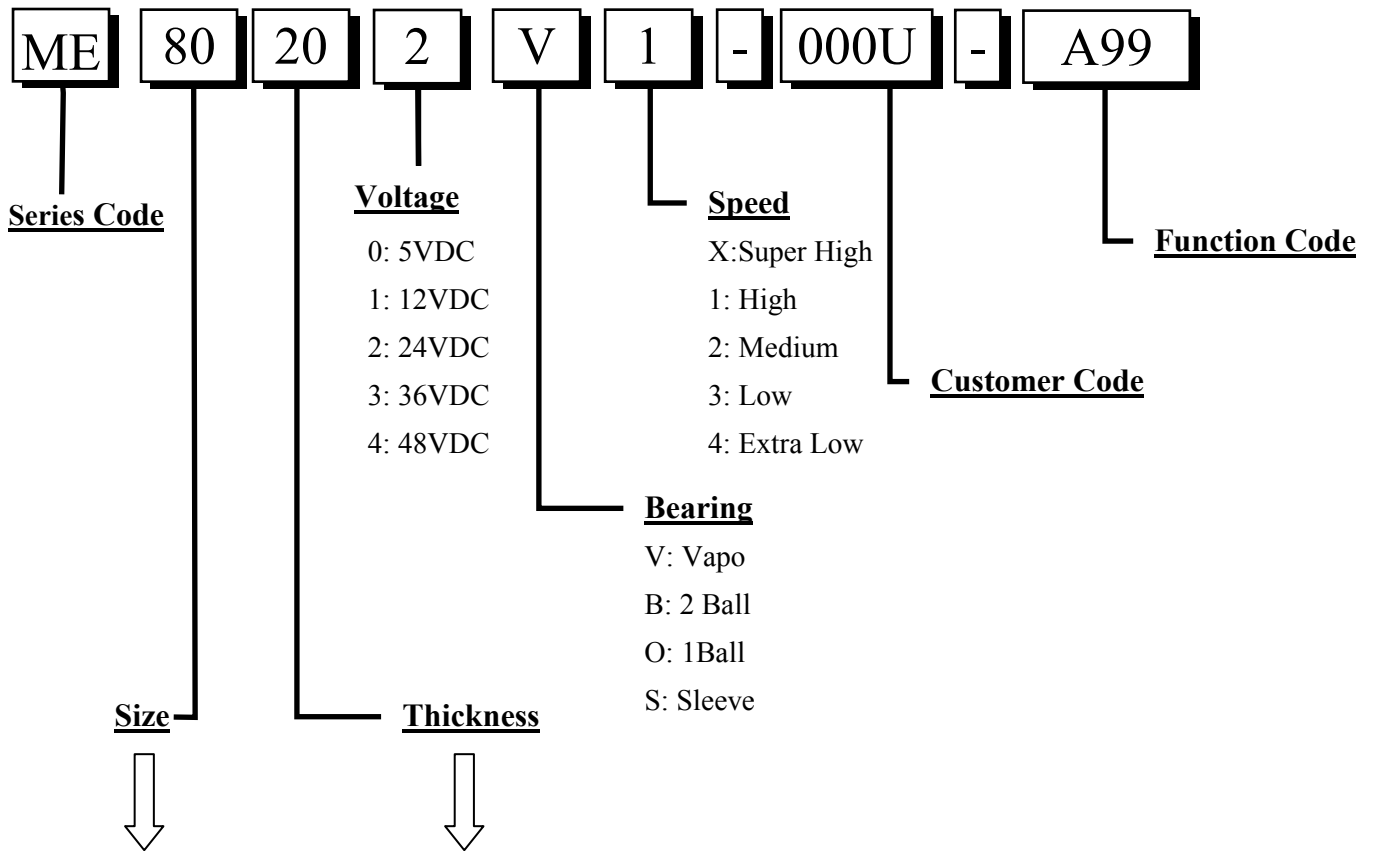 ME 80 20 2 V 1 - 000U - A99
Series Code
Voltage
0: 5VDC
1: 12VDC
2: 24VDC
3: 36VDC
4: 48VDC
Speed
X:Super High
1: High
2: Medium
3: Low
4: Extra Low
Function Code
Customer Code
Bearing
V: Vapo
B: 2 Ball
O: 1Ball
S: Sleeve
Size
Thickness